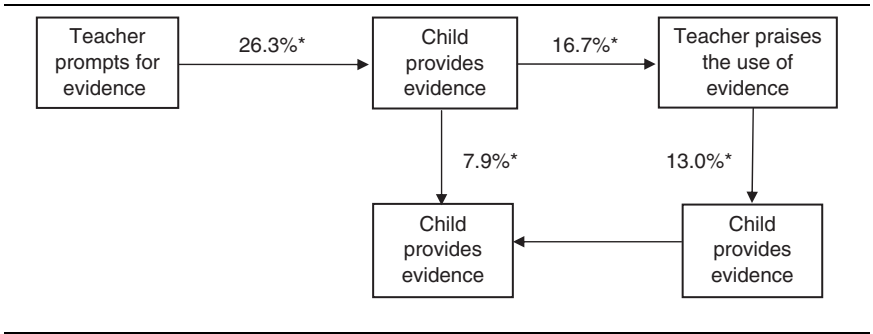 Teacher
prompts for
evidence
26.3%*
Child
provides
evidence
16.7%*
Teacher praises
the use of
evidence
7.9%*
13.0%*
Child
provides
evidence
Child
provides
evidence